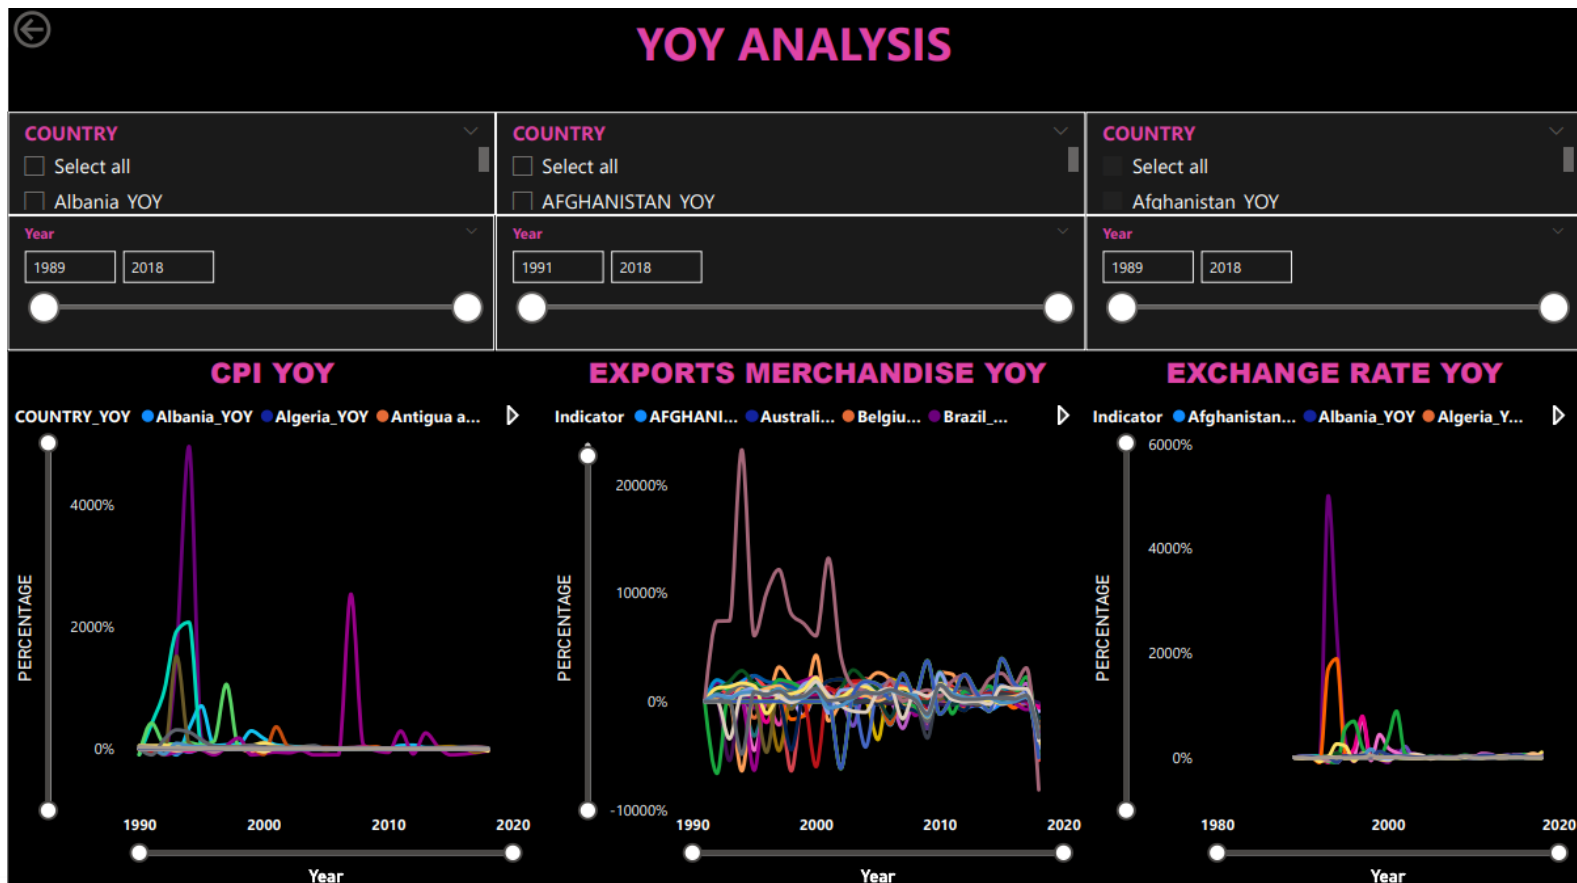 YOY ANALYSIS
COUNTRY
Select all
Albania YOY
COUNTRY
Select all
AFGHANISTAN YOY
COUNTRY
Select all
Afghanistan YOY
Year
1989 2018
Year
1991 2018
Year
1989 2018
CPI YOY
COUNTRY_YOY Albania_YOY Algeria_YOY Antigua a...
PERCENTAGE
4000%
2000%
0%
1990 2000 2010 2020
Year
EXPORTS MERCHANDISE YOY
Indicator AFGHANI... Australi... Belgiu... Brazil_...
PERCENTAGE
20000%
10000%
0%
-10000%
1990 2000 2010 2020
Year
EXCHANGE RATE YOY
Indicator Afghanistan... Albania_YOY Algeria_Y...
PERCENTAGE
6000%
4000%
2000%
0%
1980 2000 2020
Year